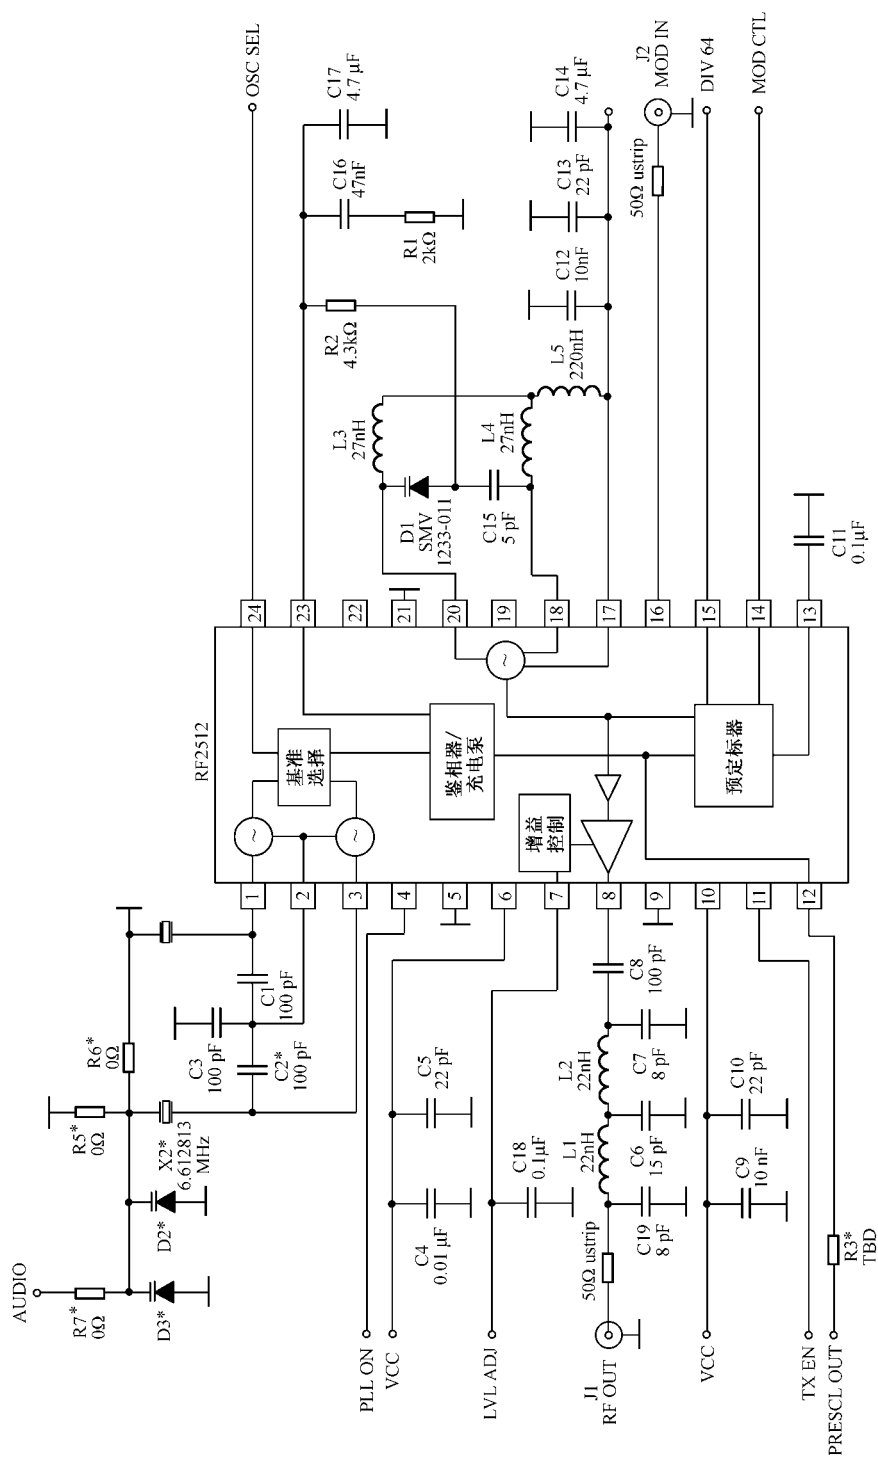 AUDIO
R7*
0Ω
D3*
D2*
R5*
0Ω
X2*
6.612813
MHz
R6*
0Ω
C3
100 pF
C2*
100 pF
C1
100 pF
PLL ON
VCC
C4
0.01 μF
C5
22 pF
LVL ADJ
C18
0.1μF
J1
RF OUT
50Ω ustrip
L1
22nH
L2
22nH
C19
8 pF
C6
15 pF
C7
8 pF
C8
100 pF
VCC
C9
10 nF
C10
22 pF
TX EN
PRESCL OUT
R3*
TBD
1
2
3
4
5
6
7
8
9
10
11
12
RF2512
基准
选择
鉴相器/
充电泵
增益
控制
预定标器
~
~
~
24
23
22
21
20
19
18
17
16
15
14
13
OSC SEL
C17
4.7 μF
C16
47nF
R1
2kΩ
R2
4.3kΩ
L3
27nH
D1
SMV
1233-011
C15
5 pF
L4
27nH
L5
220nH
C12
10nF
C13
22 pF
C14
4.7 μF
50Ω ustrip
J2
MOD IN
DIV 64
MOD CTL
C11
0.1μF